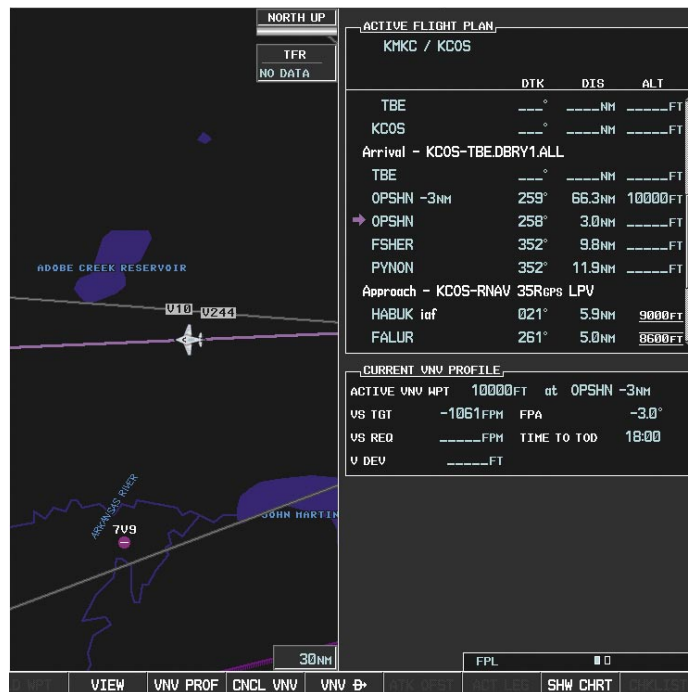 NORTH UP
TFR
NO DATA
ADOBE CREEK RESERVOIR
V10 V244
ARKANSAS RIVER
7V9
JOHN MARTIN
30NM
ACTIVE FLIGHT PLAN
KMKC / KCOS
DTK DIS ALT
TBE ___° ____NM _____FT
KCOS ___° ____NM _____FT
Arrival - KCOS-TBE.DBRY1.ALL
TBE ___° ____NM _____FT
OPSHN -3NM 259° 66.3NM 10000FT
OPSHN 258° 3.0NM _____FT
FSHER 352° 9.8NM _____FT
PYNON 352° 11.9NM _____FT
Approach - KCOS-RNAV 35RGPS LPV
HABUK iaf 021° 5.9NM 9000FT
FALUR 261° 5.0NM 8600FT
CURRENT VNV PROFILE
ACTIVE VNV WPT 10000FT at OPSHN -3NM
VS TGT -1061FPM FPA -3.0°
VS REQ _____FPM TIME TO TOD 18:00
V DEV _____FT
FPL
VIEW VNV PROF CNCL VNV VNV D→ ATK OFST ACT LEG SHW CHRT CHKLIST